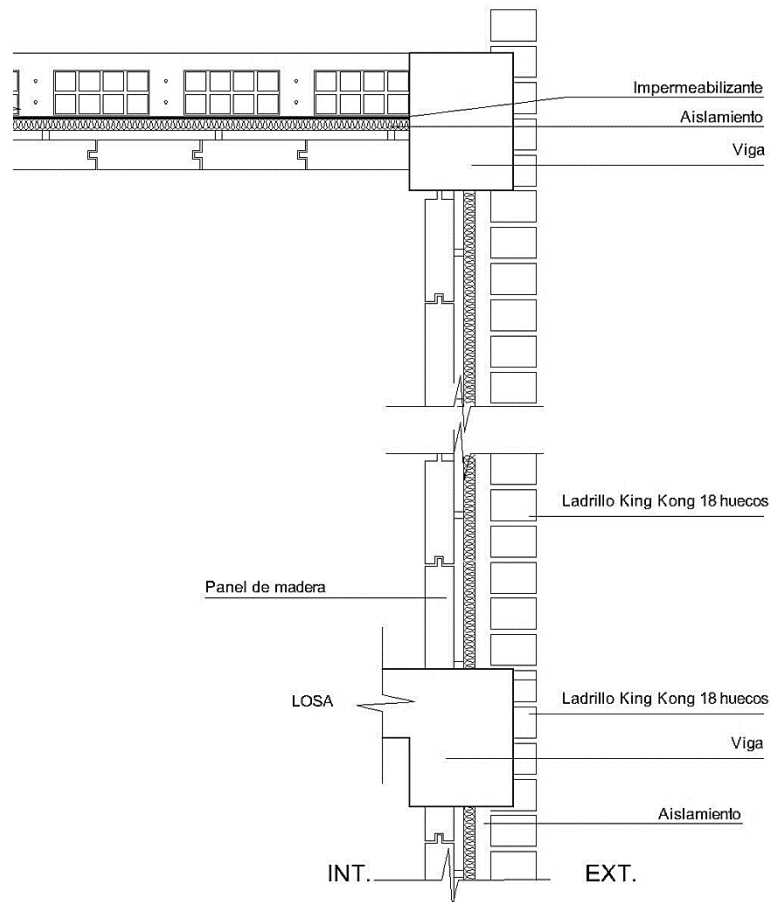 Impermeabilizante
Aislamiento
Viga
Ladrillo King Kong 18 huecos
Panel de madera
LOSA
Ladrillo King Kong 18 huecos
Viga
Aislamiento
INT.
EXT.